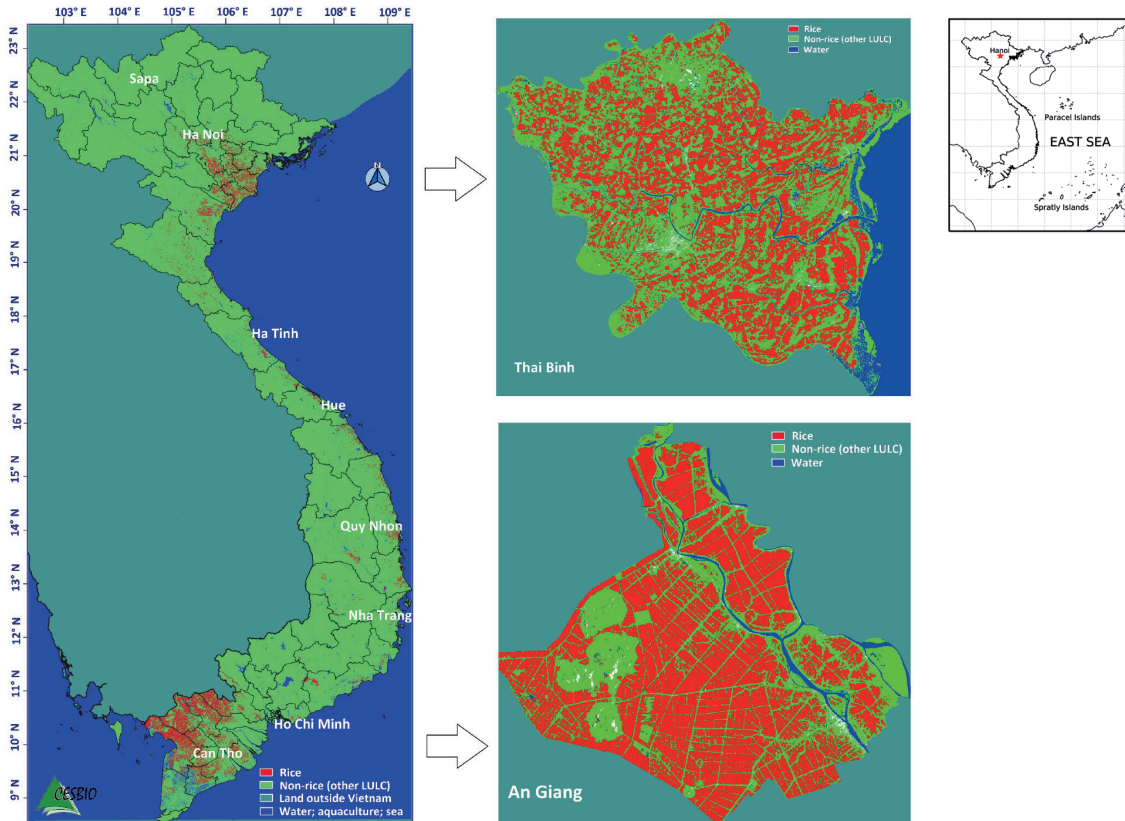 103° E
104° E
105° E
106° E
107° E
108° E
109° E
23° N
22° N
21° N
20° N
19° N
18° N
17° N
16° N
15° N
14° N
13° N
12° N
11° N
10° N
9° N
Sapa
Ha Noi
N
Ha Tinh
Hue
Quy Nhon
Nha Trang
Ho Chi Minh
Can Tho
Rice
Non-rice (other LULC)
Land outside Vietnam
Water; aquaculture; sea
CESBIO
Rice
Non-rice (other LULC)
Water
Thai Binh
Rice
Non-rice (other LULC)
Water
An Giang
Hanoi
Paracel Islands
EAST SEA
Spratly Islands